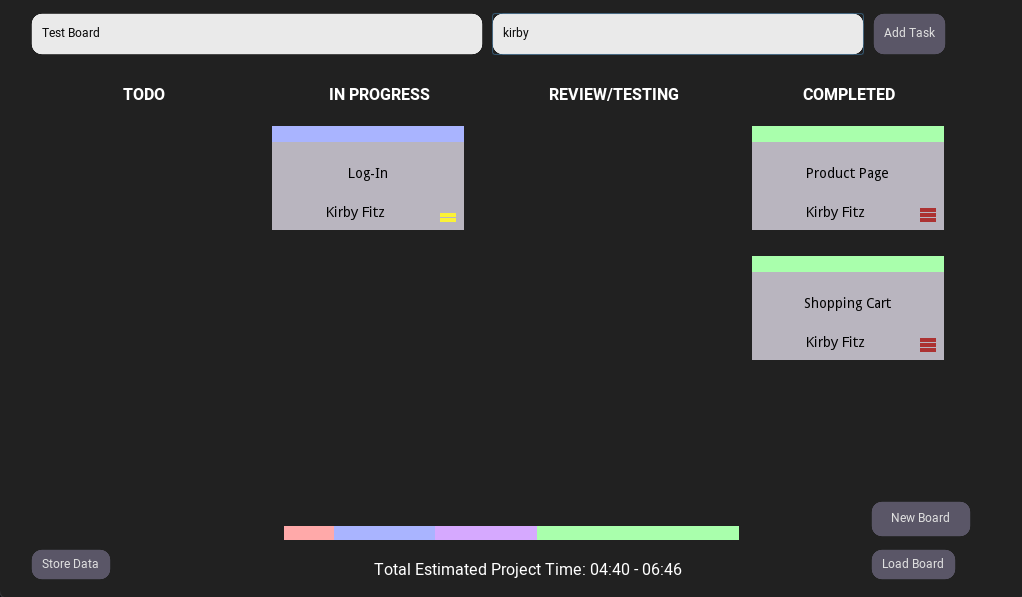 Test Board
kirby
Add Task
TODO
IN PROGRESS
REVIEW/TESTING
COMPLETED
Log-In
Kirby Fitz
Product Page
Kirby Fitz
Shopping Cart
Kirby Fitz
New Board
Store Data
Total Estimated Project Time: 04:40 - 06:46
Load Board